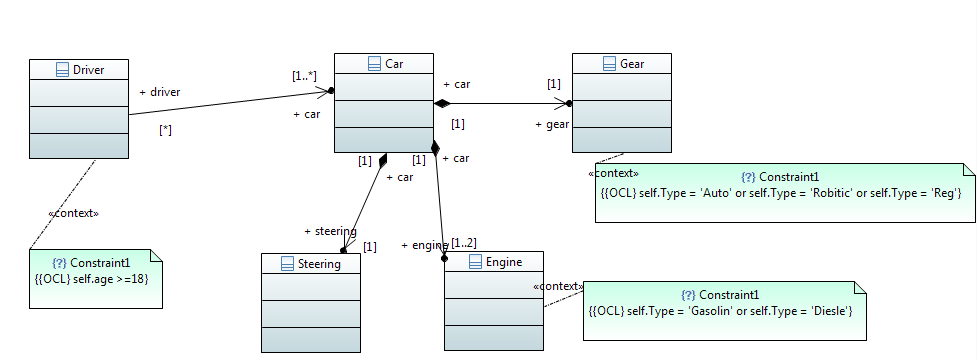 Driver
Car
Gear
+ driver
[1..*]
+ car
[*]
+ car
[1]
[1]
+ gear
[1]
[1]
+ car
+ car
«context»
Constraint1
{{OCL} self.Type = 'Auto' or self.Type = 'Robitic' or self.Type = 'Reg'}
«context»
+ steering
[1]
+ engine
[1..2]
Constraint1
{{OCL} self.age >=18}
Steering
Engine
«context»
Constraint1
{{OCL} self.Type = 'Gasolin' or self.Type = 'Diesle'}